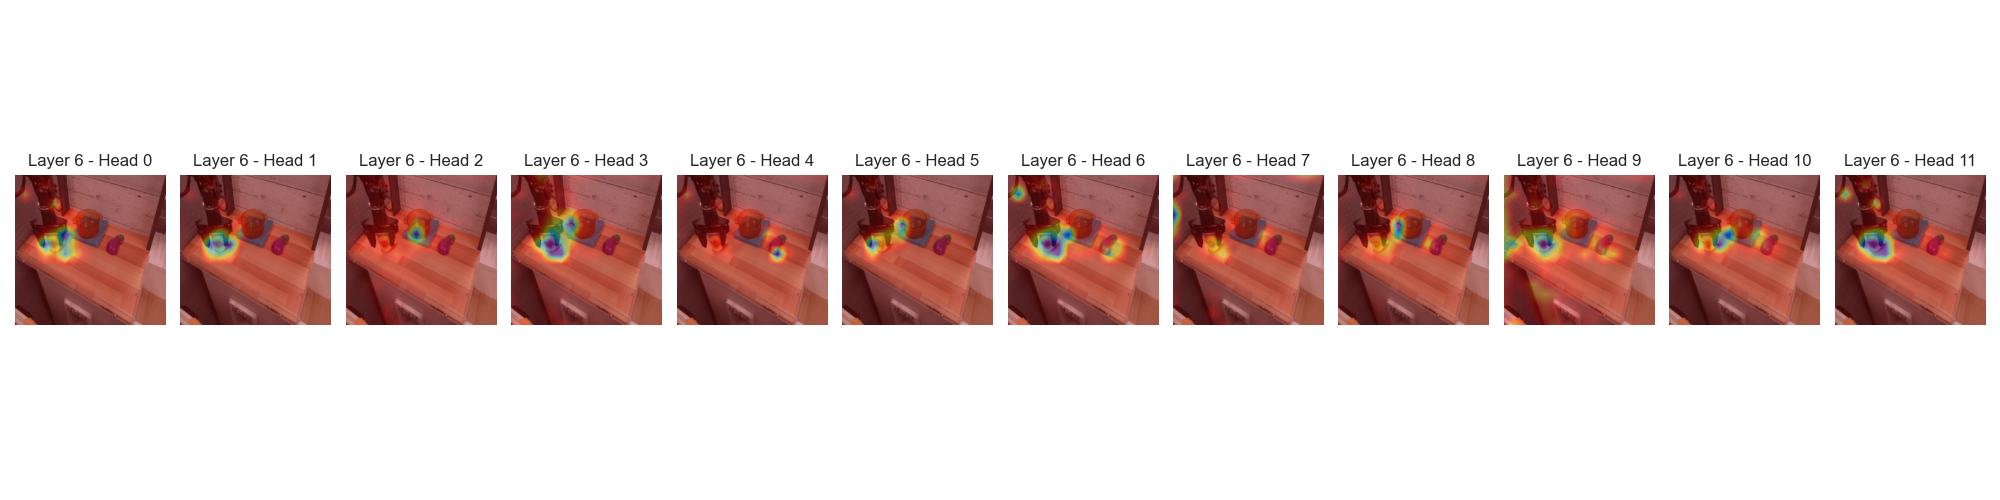 Layer 6 - Head 0
Layer 6 - Head 1
Layer 6 - Head 2
Layer 6 - Head 3
Layer 6 - Head 4
Layer 6 - Head 5
Layer 6 - Head 6
Layer 6 - Head 7
Layer 6 - Head 8
Layer 6 - Head 9
Layer 6 - Head 10
Layer 6 - Head 11